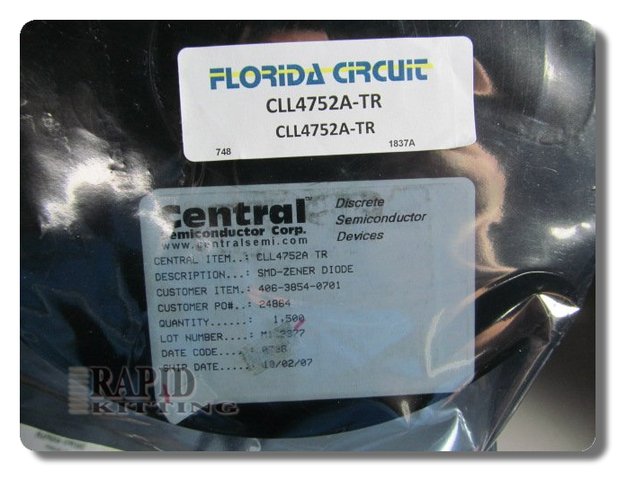 FLORIDA CIRCUIT
CLL4752A-TR
CLL4752A-TR
748 1837A
Central™
Semiconductor Corp.
www.centralsemi.com
Discrete
Semiconductor
Devices
CENTRAL ITEM..: CLL4752A TR
DESCRIPTION...: SMD-ZENER DIODE
CUSTOMER ITEM.: 406-3854-0701
CUSTOMER PO#..: 24864
QUANTITY......: 1,500
LOT NUMBER....:
DATE CODE....:
SHIP DATE.....: 10/02/07
RAPID
KITTING